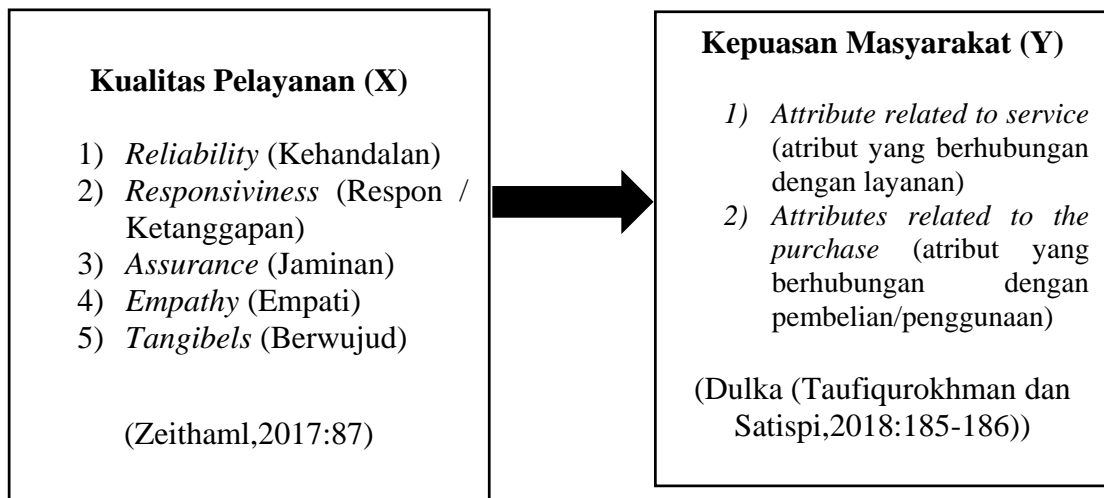 Kualitas Pelayanan (X)
1) Reliability (Kehandalan)
2) Responsiviness (Respon /
Ketanggapan)
3) Assurance (Jaminan)
4) Empathy (Empati)
5) Tangibels (Berwujud)
(Zeithaml,2017:87)
Kepuasan Masyarakat (Y)
1) Attribute related to service
(atribut yang berhubungan
dengan layanan)
2) Attributes related to the
purchase (atribut yang
berhubungan dengan
pembelian/penggunaan)
(Dulka (Taufiqurokhman dan
Satispi,2018:185-186))